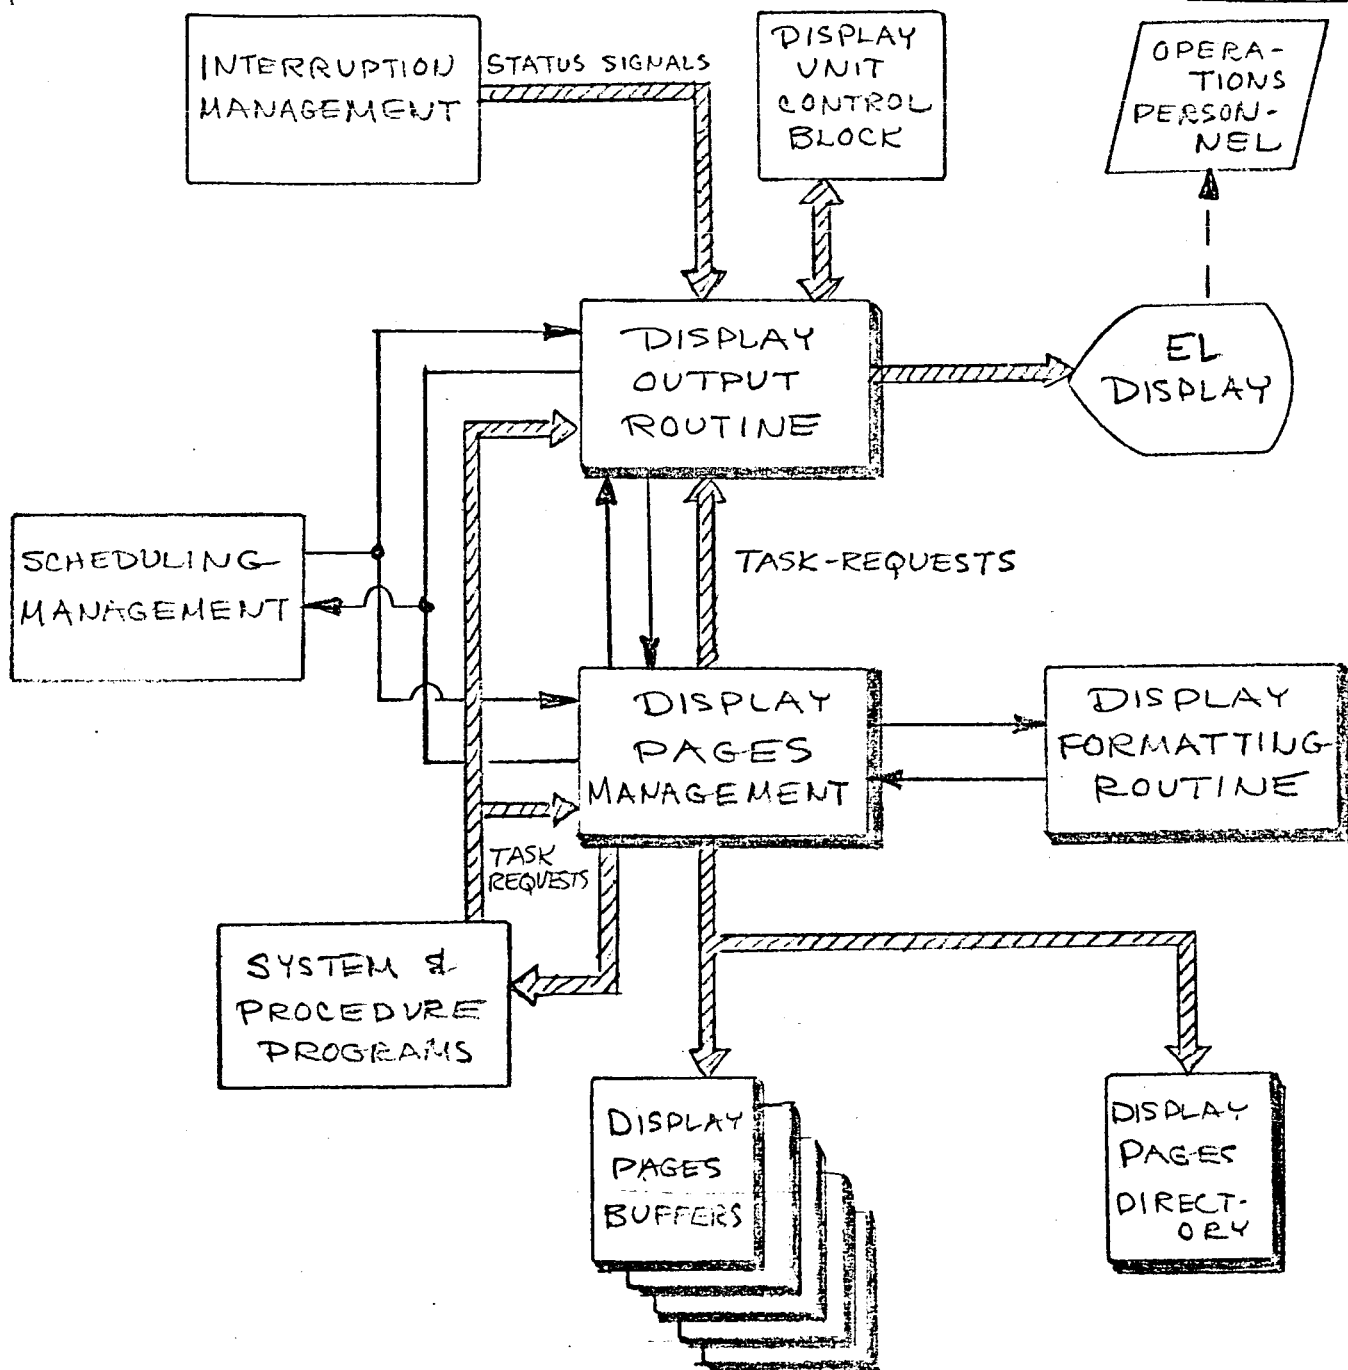 INTERRUPTION
MANAGEMENT
STATUS SIGNALS
DISPLAY
UNIT
CONTROL
BLOCK
OPERA-
TIONS
PERSON-
NEL
DISPLAY
OUTPUT
ROUTINE
EL
DISPLAY
SCHEDULING
MANAGEMENT
TASK-REQUESTS
DISPLAY
PAGES
MANAGEMENT
DISPLAY
FORMATTING
ROUTINE
TASK
REQUESTS
SYSTEM &
PROCEDURE
PROGRAMS
DISPLAY
PAGES
BUFFERS
DISPLAY
PAGES
DIRECT-
ORY